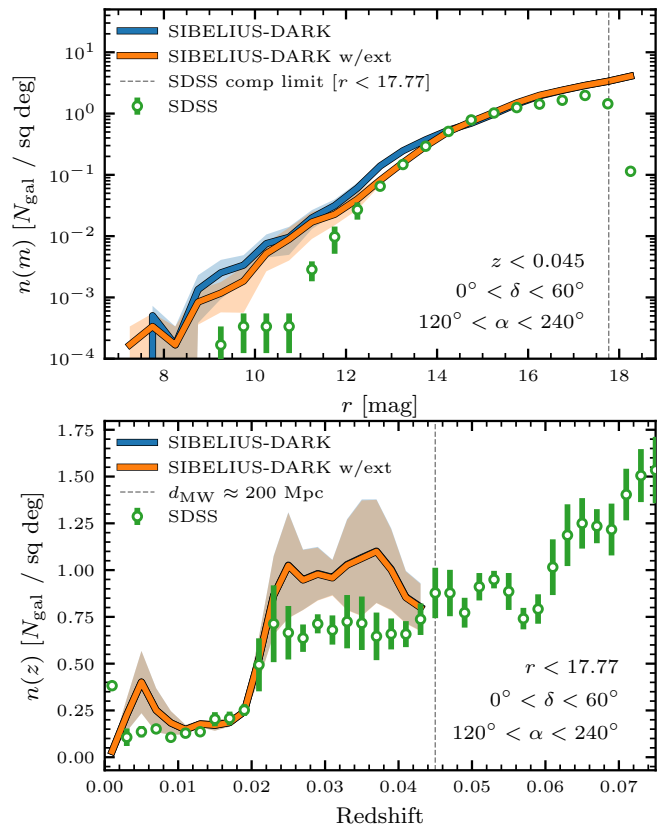 SIBELIUS-DARK
SIBELIUS-DARK w/ext
SDSS comp limit [r < 17.77]
SDSS
10¹
10⁰
10⁻¹
10⁻²
10⁻³
10⁻⁴
n(m) [N_gal / sq deg]
z < 0.045
0° < δ < 60°
120° < α < 240°
8 10 12 14 16 18
r [mag]
SIBELIUS-DARK
SIBELIUS-DARK w/ext
d_MW ≈ 200 Mpc
SDSS
1.75
1.50
1.25
1.00
0.75
0.50
0.25
0.00
n(z) [N_gal / sq deg]
r < 17.77
0° < δ < 60°
120° < α < 240°
0.00 0.01 0.02 0.03 0.04 0.05 0.06 0.07
Redshift